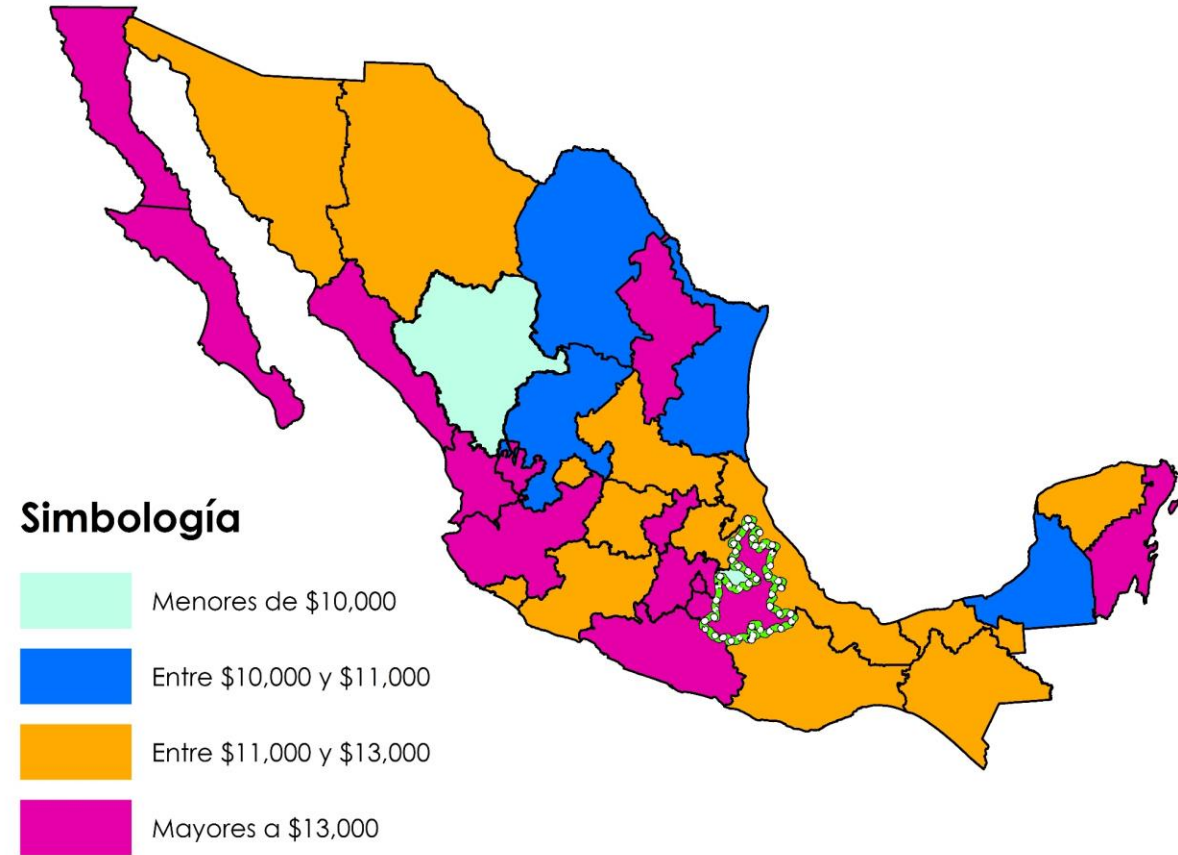 Simbología
Menores de $10,000
Entre $10,000 y $11,000
Entre $11,000 y $13,000
Mayores a $13,000